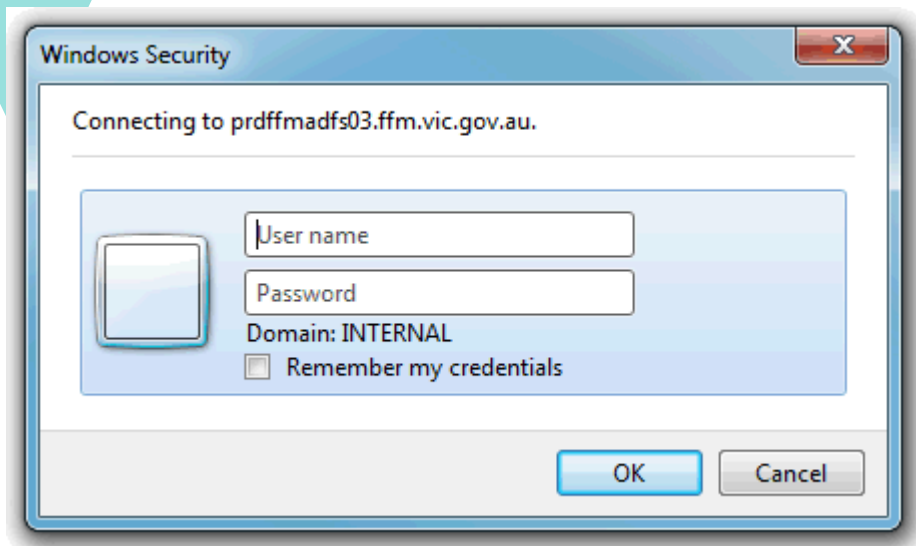 Windows Security
Connecting to prdffmadfs03.ffm.vic.gov.au.
User name
Password
Domain: INTERNAL
Remember my credentials
OK Cancel